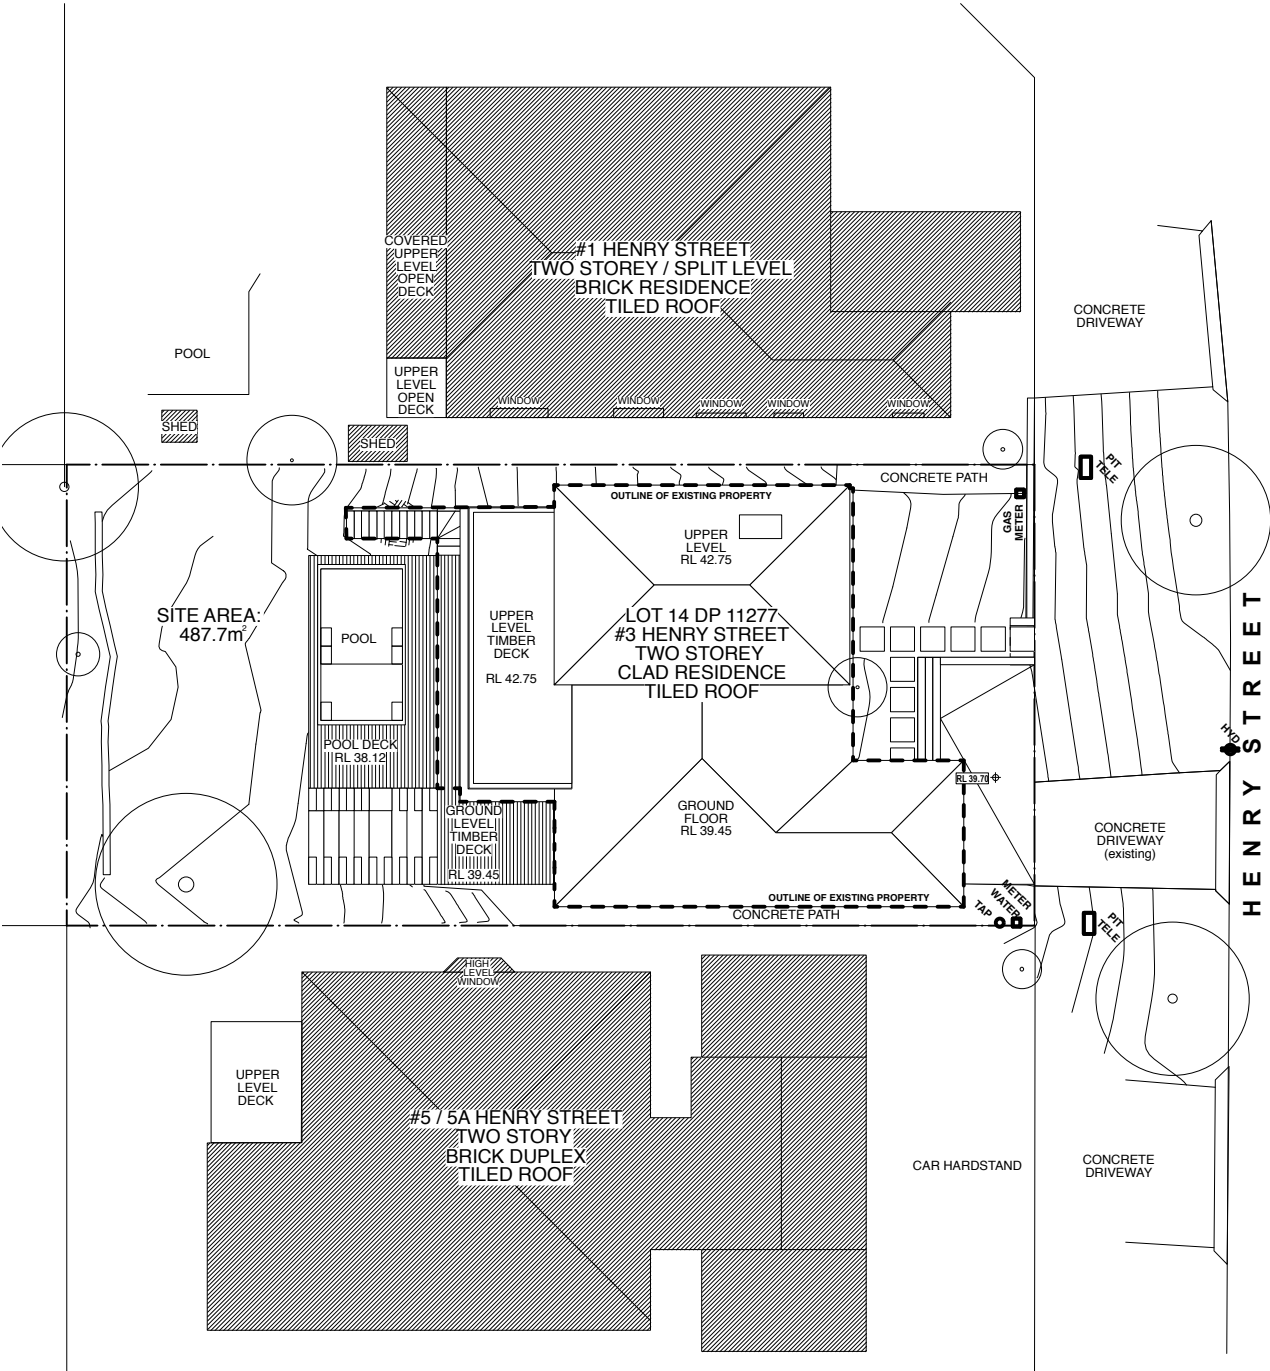 COVERED
UPPER
LEVEL
OPEN
DECK
#1 HENRY STREET
TWO STOREY / SPLIT LEVEL
BRICK RESIDENCE
TILED ROOF
CONCRETE
DRIVEWAY
POOL
UPPER
LEVEL
OPEN
DECK
WINDOW
WINDOW
WINDOW
WINDOW
WINDOW
SHED
SHED
CONCRETE PATH
PIT
TELE
OUTLINE OF EXISTING PROPERTY
GAS
METER
UPPER
LEVEL
RL 42.75
SITE AREA:
487.7m²
POOL
UPPER
LEVEL
TIMBER
DECK
RL 42.75
LOT 14 DP 11277
#3 HENRY STREET
TWO STOREY
CLAD RESIDENCE
TILED ROOF
HENRY STREET
HYD
POOL DECK
RL 38.12
RL 39.70
GROUND
LEVEL
TIMBER
DECK
RL 39.45
GROUND
FLOOR
RL 39.45
CONCRETE
DRIVEWAY
(existing)
OUTLINE OF EXISTING PROPERTY
CONCRETE PATH
METER
WATER
TAP
PIT
TELE
HIGH
LEVEL
WINDOW
UPPER
LEVEL
DECK
#5 / 5A HENRY STREET
TWO STORY
BRICK DUPLEX
TILED ROOF
CAR HARDSTAND
CONCRETE
DRIVEWAY